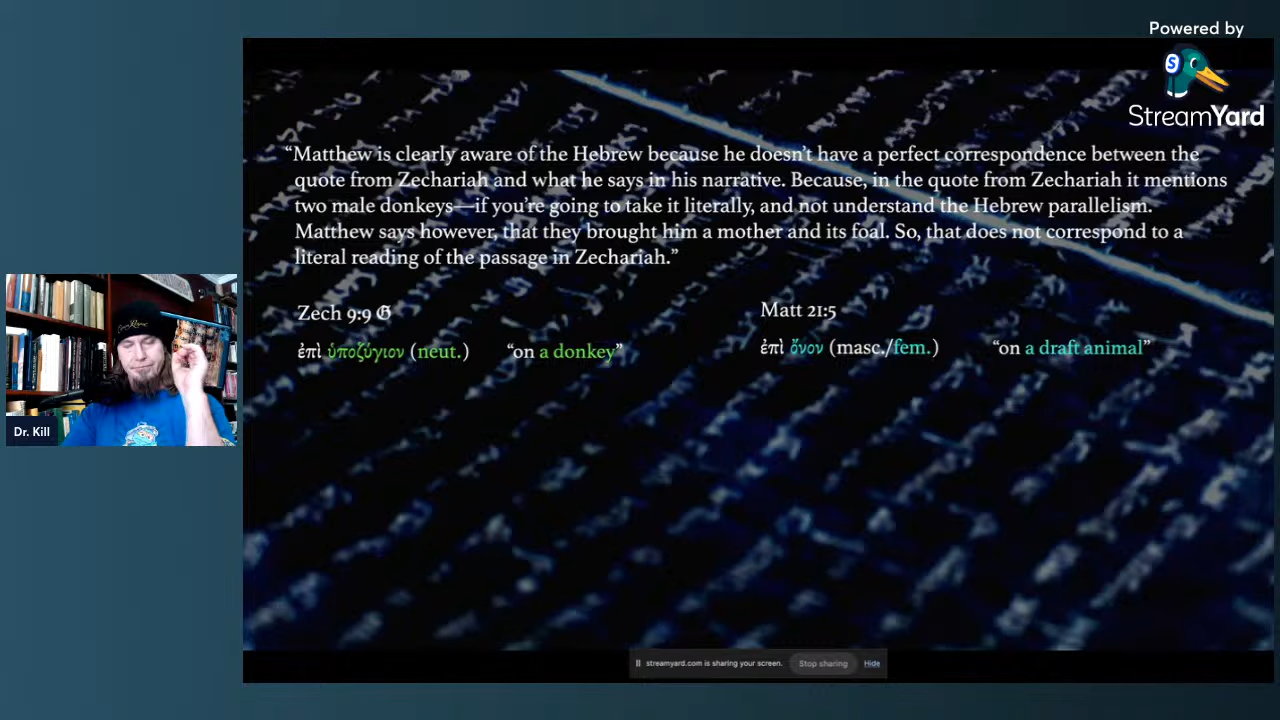 Powered by
StreamYard
“Matthew is clearly aware of the Hebrew because he doesn’t have a perfect correspondence between the
quote from Zechariah and what he says in his narrative. Because, in the quote from Zechariah it mentions
two male donkeys—if you’re going to take it literally, and not understand the Hebrew parallelism.
Matthew says however, that they brought him a mother and its foal. So, that does not correspond to a
literal reading of the passage in Zechariah.”
Zech 9:9 𝔊
ἐπὶ ὑποζύγιον (neut.) “on a donkey”
Matt 21:5
ἐπὶ ὄνον (masc./fem.) “on a draft animal”
Dr. Kill
streamyard.com is sharing your screen. Stop sharing Hide